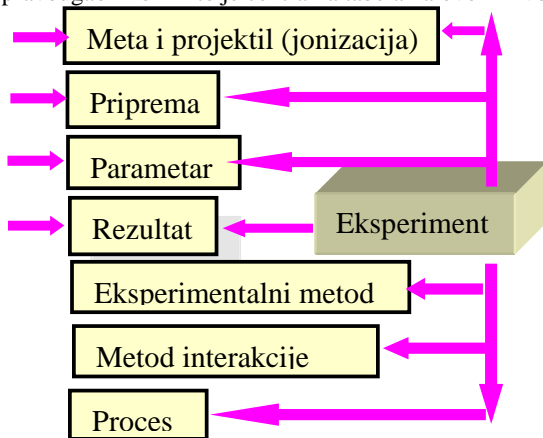 Meta i projektil (jonizacija)
Priprema
Parametar
Rezultat
Eksperiment
Eksperimentalni metod
Metod interakcije
Proces